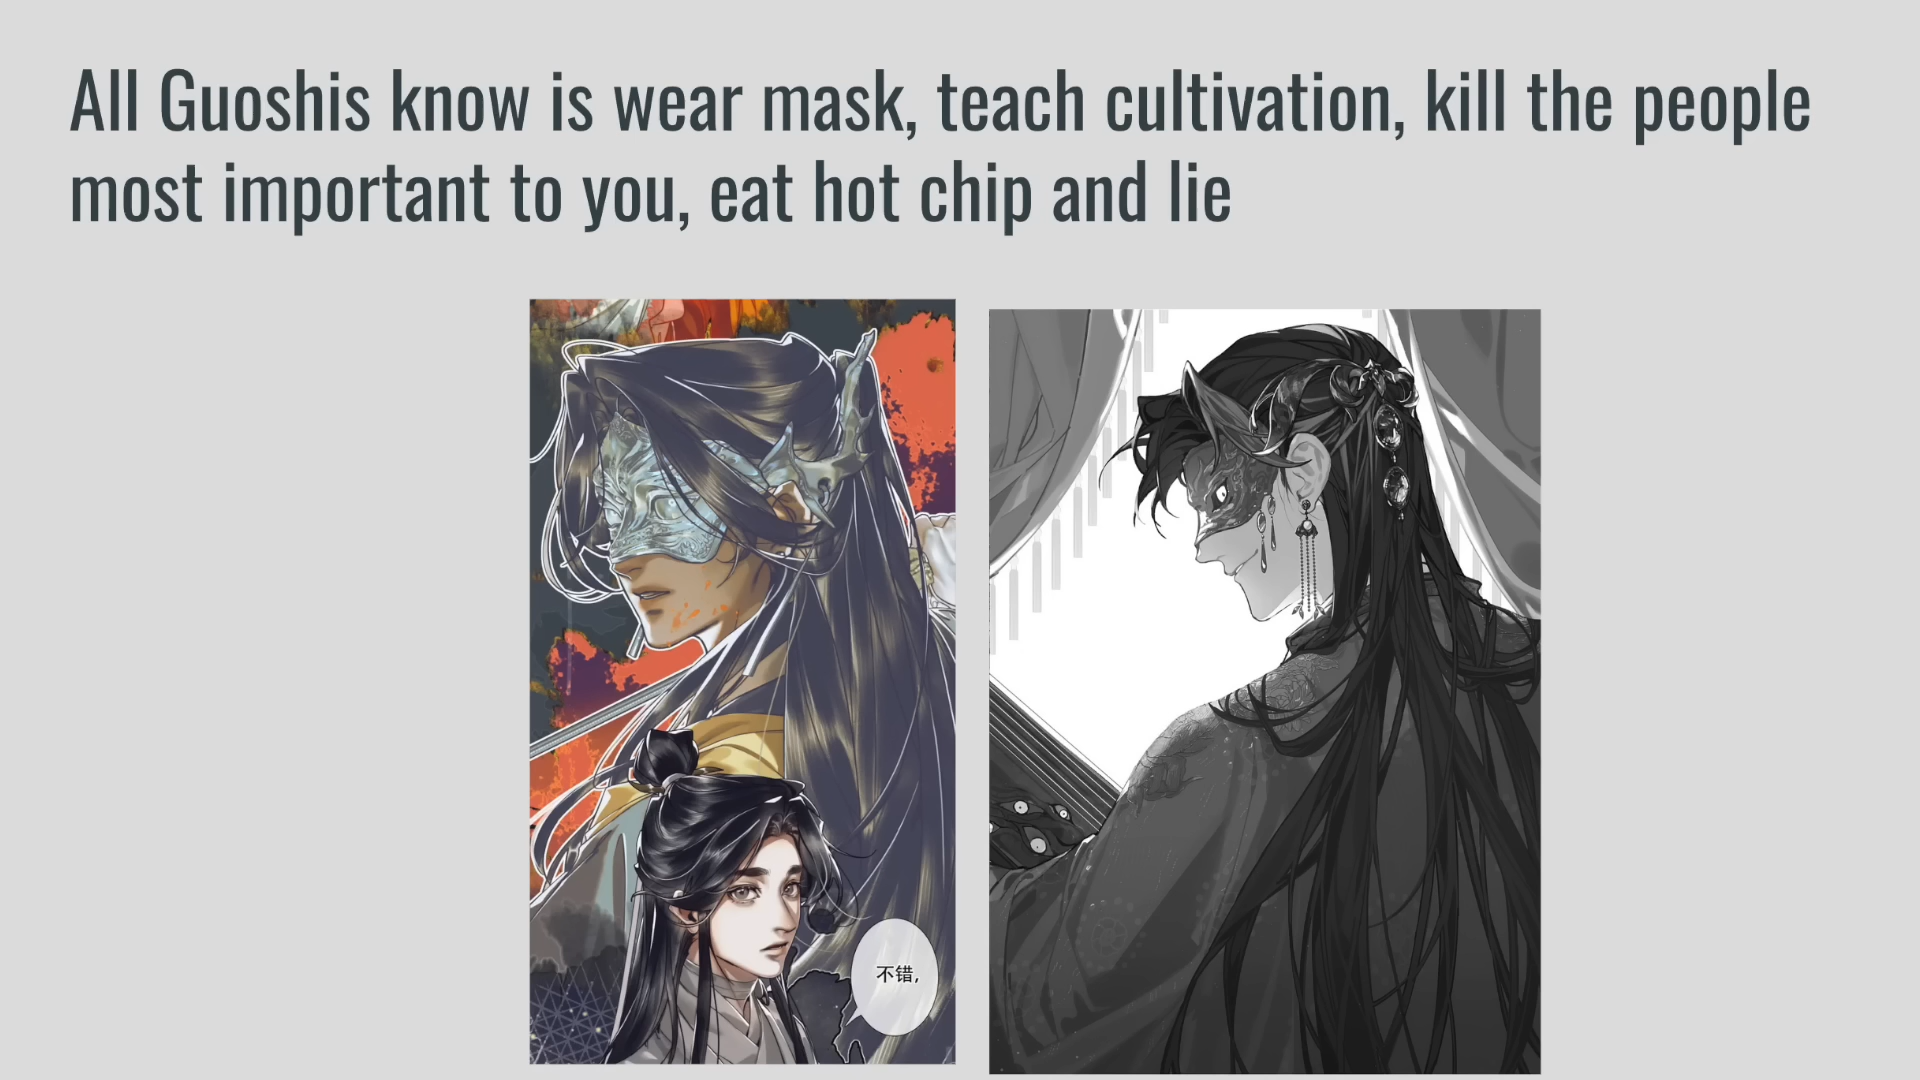 All Guoshis know is wear mask, teach cultivation, kill the people
most important to you, eat hot chip and lie
不错,